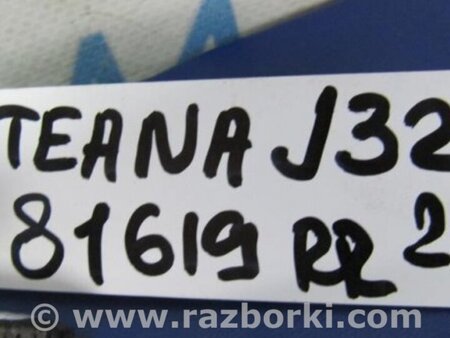 TEANA J32
81619 RR 2
© www.razborki.com